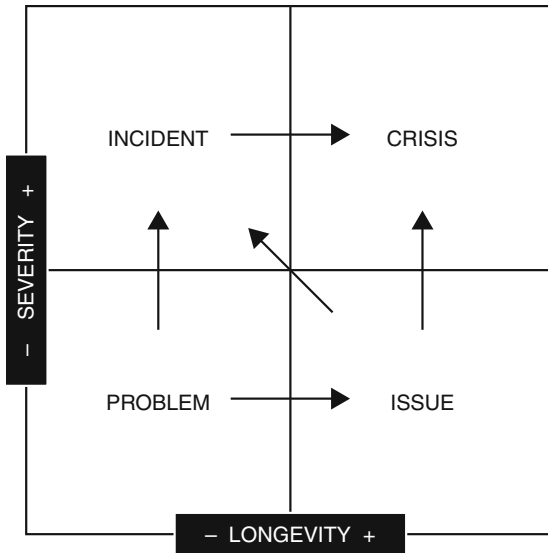 INCIDENT
CRISIS
– SEVERITY +
PROBLEM
ISSUE
– LONGEVITY +